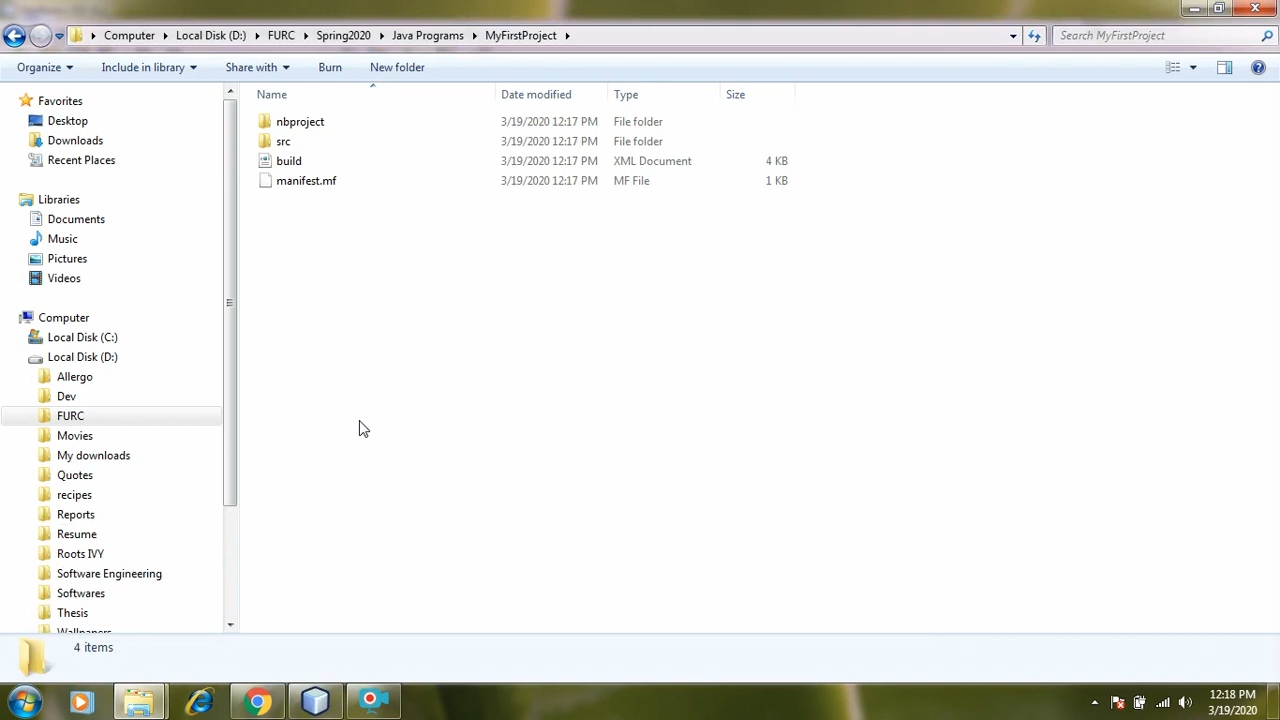 Computer Local Disk (D:) FURC Spring2020 Java Programs MyFirstProject Search MyFirstProject
Organize Include in library Share with Burn New folder
Name Date modified Type Size
Favorites
Desktop
Downloads
Recent Places
Libraries
Documents
Music
Pictures
Videos
Computer
Local Disk (C:)
Local Disk (D:)
Allergo
Dev
FURC
Movies
My downloads
Quotes
recipes
Reports
Resume
Roots IVY
Software Engineering
Softwares
Thesis
Wallpapers
nbproject 3/19/2020 12:17 PM File folder
src 3/19/2020 12:17 PM File folder
build 3/19/2020 12:17 PM XML Document 4 KB
manifest.mf 3/19/2020 12:17 PM MF File 1 KB
4 items
12:18 PM
3/19/2020